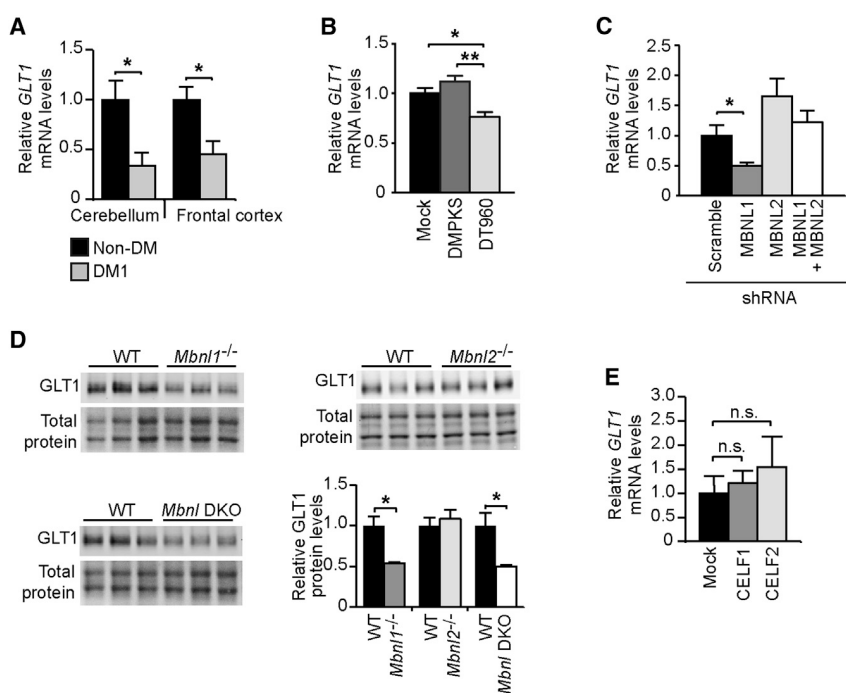 A
Relative GLT1
mRNA levels
1.5
1.0
0.5
0
*
*
Cerebellum
Frontal cortex
Non-DM
DM1
B
Relative GLT1
mRNA levels
1.5
1.0
0.5
0
*
**
Mock
DMPKS
DT960
C
Relative GLT1
mRNA levels
2.5
2.0
1.5
1.0
0.5
0
*
Scramble
MBNL1
MBNL2
MBNL1
+ MBNL2
shRNA
D
WT
Mbnl1-/-
GLT1
Total
protein
WT
Mbnl2-/-
GLT1
Total
protein
WT
Mbnl DKO
GLT1
Total
protein
Relative GLT1
protein levels
1.5
1.0
0.5
0
*
*
WT
Mbnl1-/-
WT
Mbnl2-/-
WT
Mbnl DKO
E
Relative GLT1
mRNA levels
3.0
2.5
2.0
1.5
1.0
0.5
0
n.s.
n.s.
Mock
CELF1
CELF2